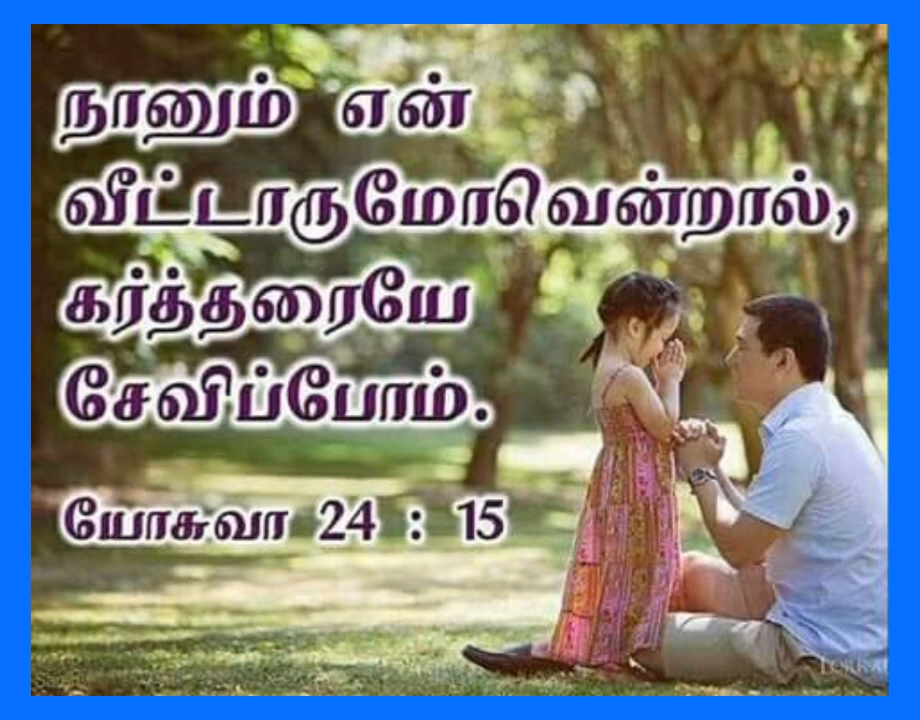 நானும் என்
வீட்டாருமோவென்றால்,
கர்த்தரையே
சேவிப்போம்.
யோசுவா 24 : 15